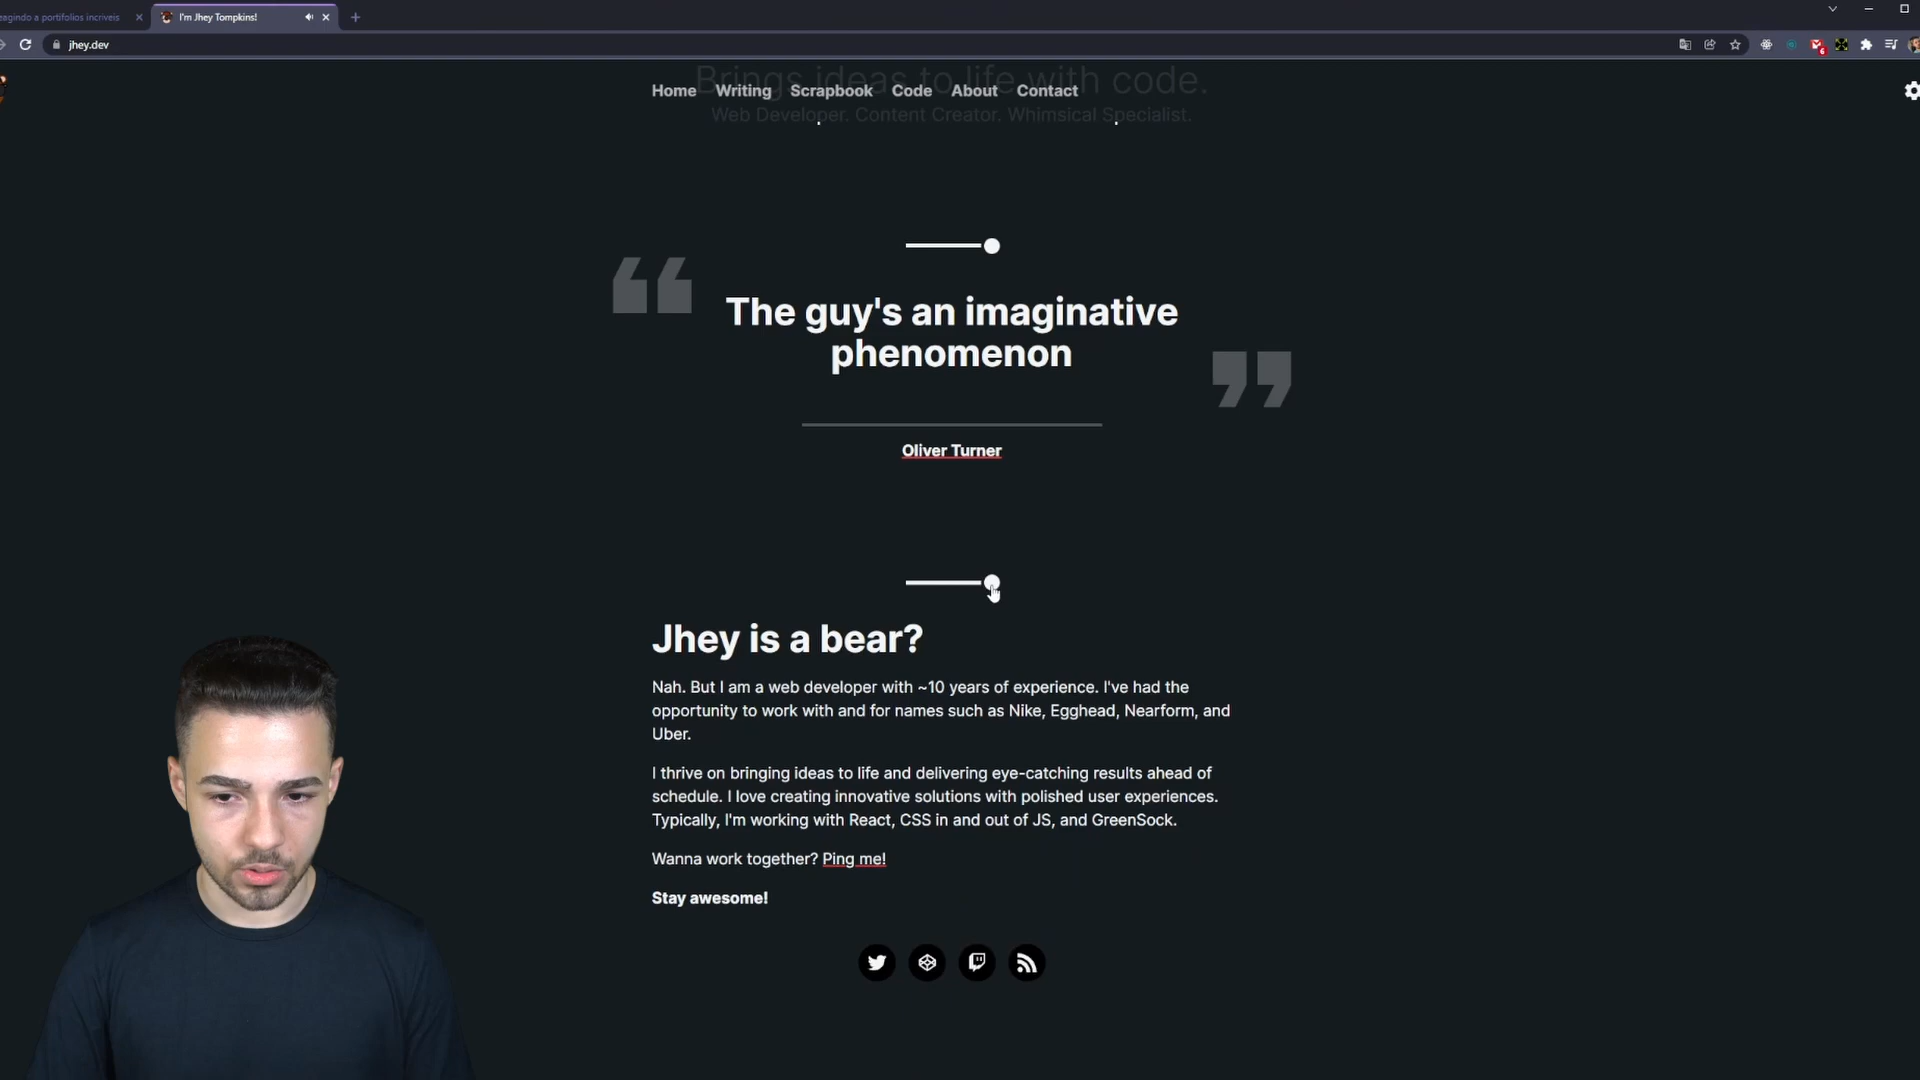 eagindo a portifolios incriveis
I'm Jhey Tompkins!
jhey.dev
6
Brings ideas to life with code.
Home Writing Scrapbook Code About Contact
Web Developer. Content Creator. Whimsical Specialist.
“
The guy's an imaginative
phenomenon
”
Oliver Turner
Jhey is a bear?
Nah. But I am a web developer with ~10 years of experience. I've had the
opportunity to work with and for names such as Nike, Egghead, Nearform, and
Uber.
I thrive on bringing ideas to life and delivering eye-catching results ahead of
schedule. I love creating innovative solutions with polished user experiences.
Typically, I'm working with React, CSS in and out of JS, and GreenSock.
Wanna work together? Ping me!
Stay awesome!